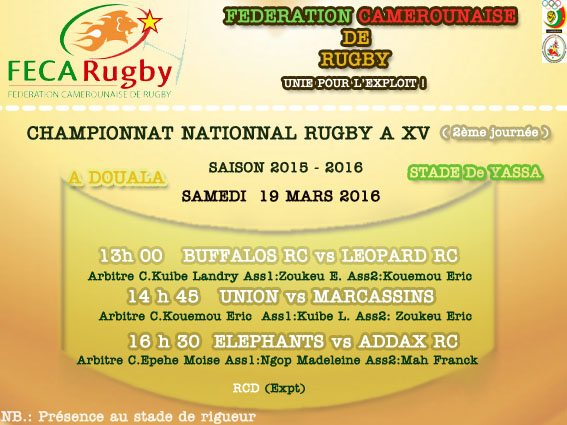 FECARugby
FEDERATION CAMEROUNAISE DE RUGBY
FEDERATION CAMEROUNAISE
DE
RUGBY
UNIE POUR L'EXPLOIT !
CHAMPIONNAT NATIONNAL RUGBY A XV ( 2ème journée )
A DOUALA
SAISON 2015 - 2016
STADE De YASSA
SAMEDI 19 MARS 2016
13h 00 BUFFALOS RC vs LEOPARD RC
Arbitre C.Kuibe Landry Ass1:Zoukeu E. Ass2:Kouemou Eric
14 h 45 UNION vs MARCASSINS
Arbitre C.Kouemou Eric Ass1:Kuibe L. Ass2: Zoukeu Eric
16 h 30 ELEPHANTS vs ADDAX RC
Arbitre C.Epehe Moise Ass1:Ngop Madeleine Ass2:Mah Franck
RCD (Expt)
NB.: Présence au stade de rigueur